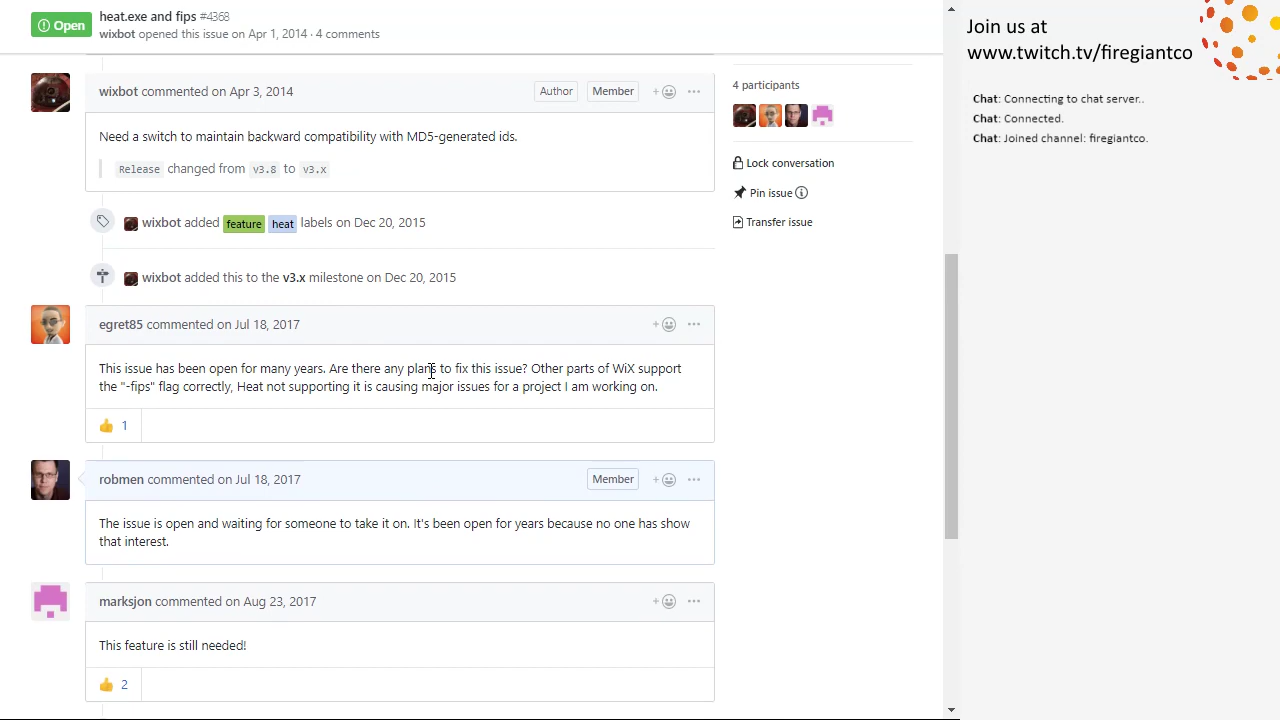 Open
heat.exe and fips #4368
wixbot opened this issue on Apr 1, 2014 · 4 comments
wixbot commented on Apr 3, 2014
Author
Member
Need a switch to maintain backward compatibility with MD5-generated ids.
Release changed from v3.8 to v3.x
wixbot added feature heat labels on Dec 20, 2015
wixbot added this to the v3.x milestone on Dec 20, 2015
egret85 commented on Jul 18, 2017
This issue has been open for many years. Are there any plans to fix this issue? Other parts of WiX support
the "-fips" flag correctly, Heat not supporting it is causing major issues for a project I am working on.
1
robmen commented on Jul 18, 2017
Member
The issue is open and waiting for someone to take it on. It's been open for years because no one has show
that interest.
marksjon commented on Aug 23, 2017
This feature is still needed!
2
4 participants
Lock conversation
Pin issue
Transfer issue
Join us at
www.twitch.tv/firegiantco
Chat: Connecting to chat server..
Chat: Connected.
Chat: Joined channel: firegiantco.